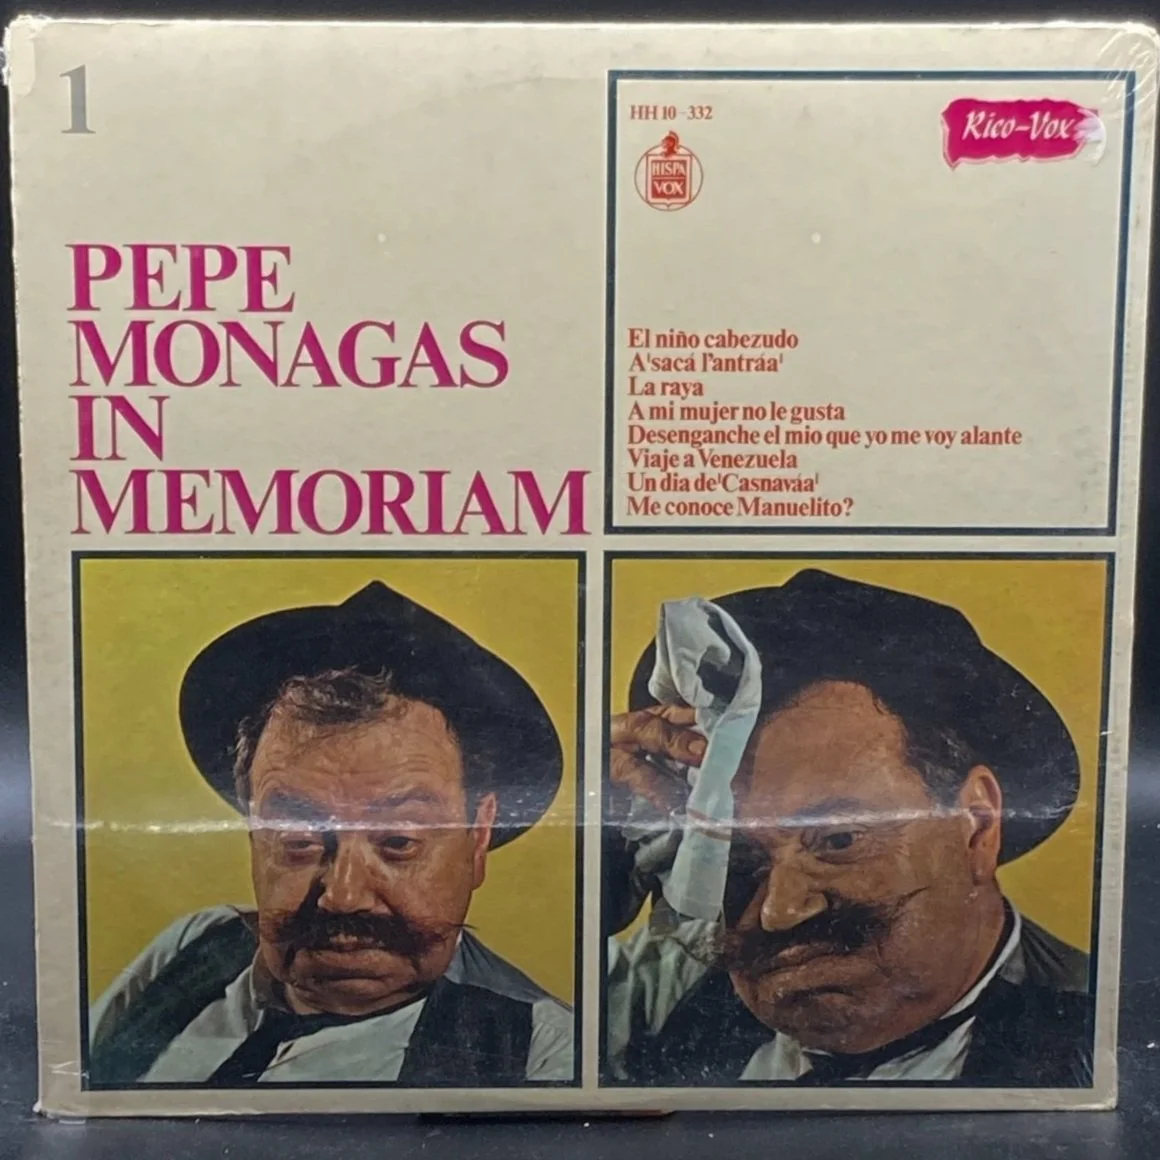 1
PEPE
MONAGAS
IN
MEMORIAM
HH 10-332
HISPA
VOX
Rico-Vox
El niño cabezudo
A'sacá l'antráa'
La raya
A mi mujer no le gusta
Desenganche el mio que yo me voy alante
Viaje a Venezuela
Un dia de'Casnaváa'
Me conoce Manuelito?